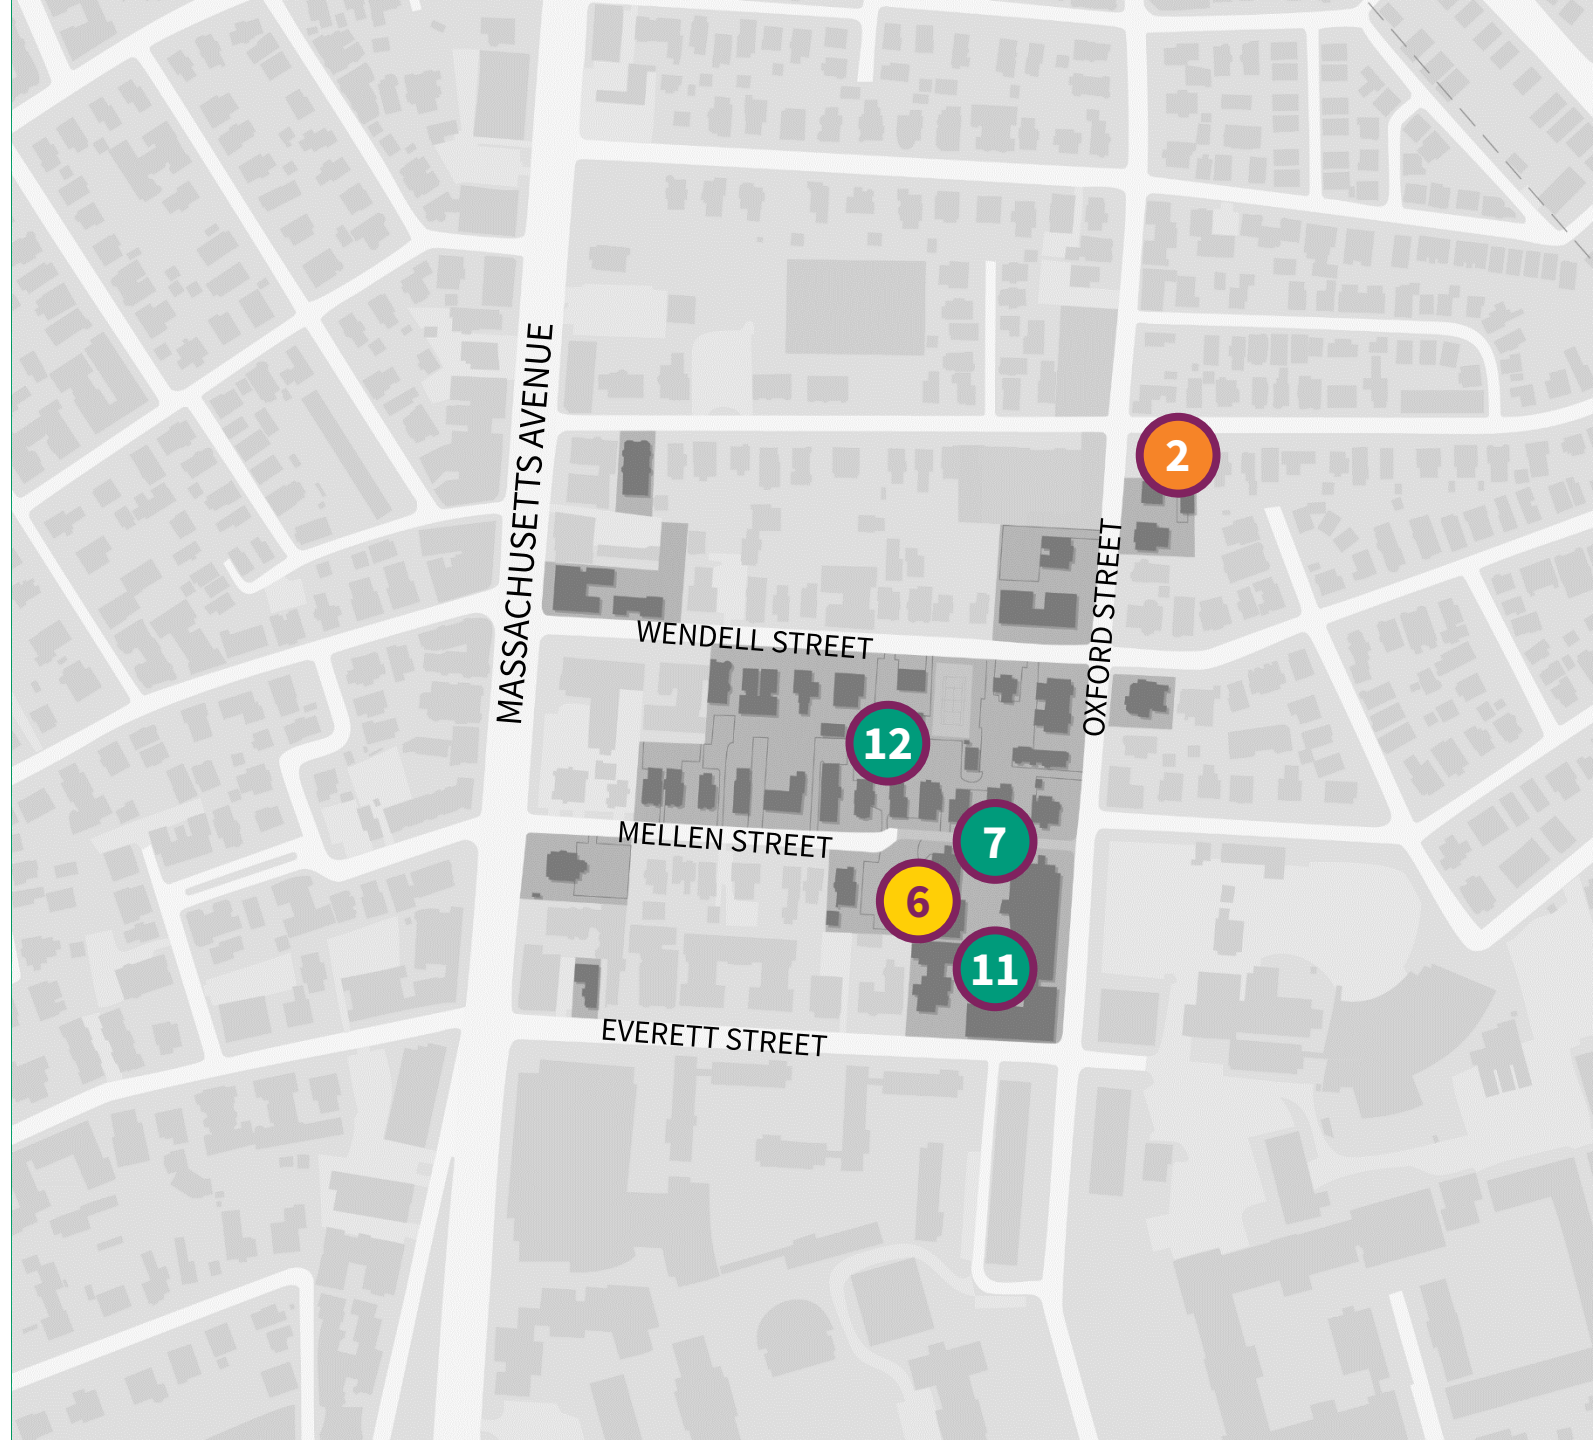 MASSACHUSETTS AVENUE
2
OXFORD STREET
WENDELL STREET
12
MELLEN STREET
7
6
11
EVERETT STREET